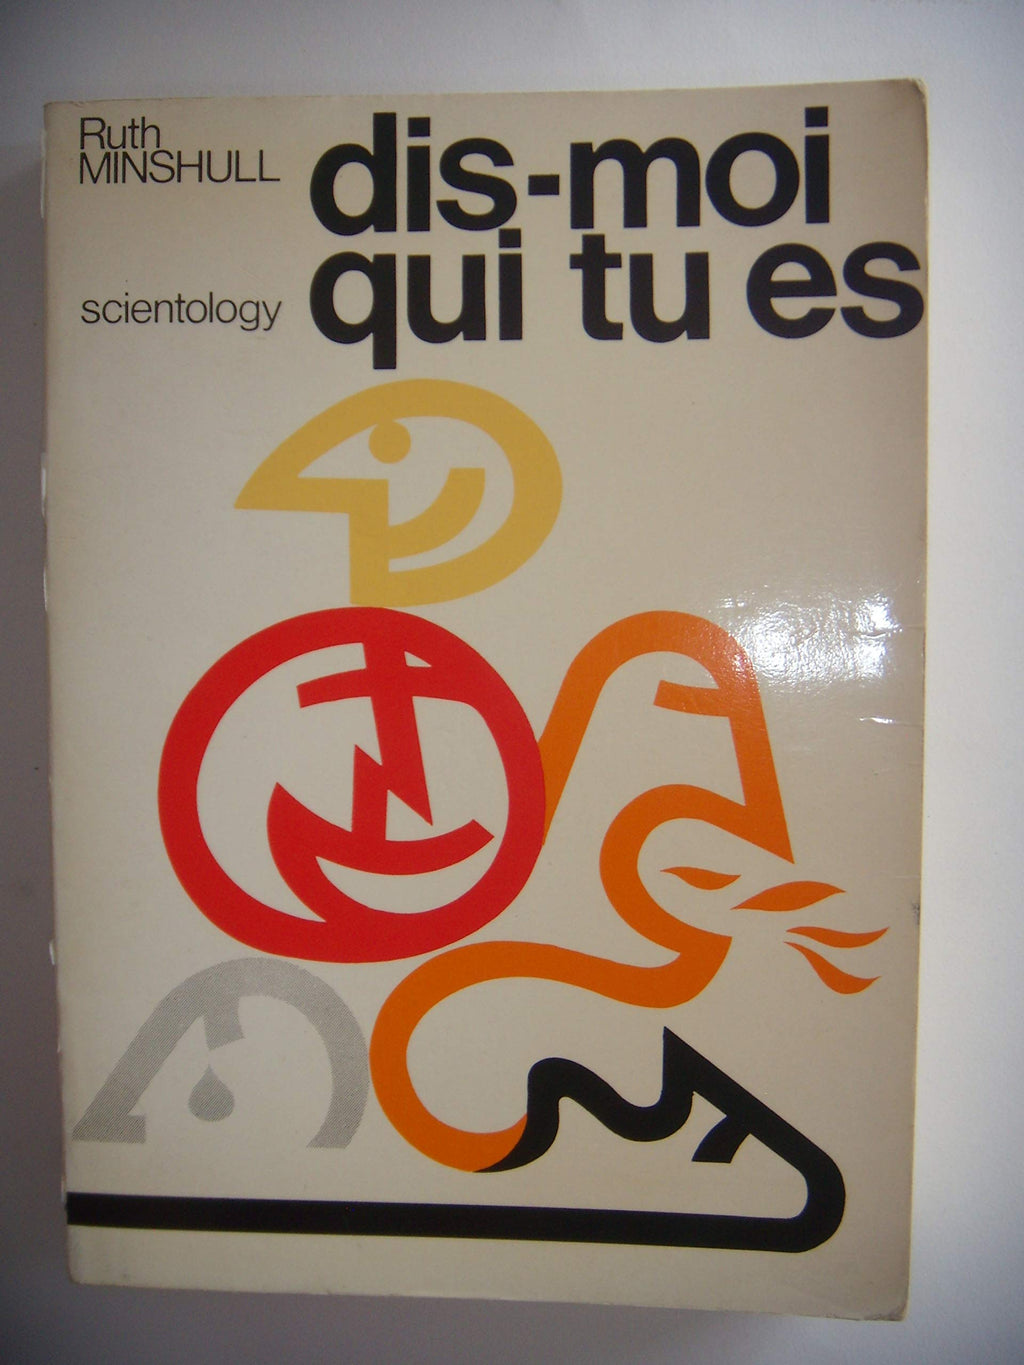 Ruth
MINSHULL
dis-moi
qui tu es
scientology